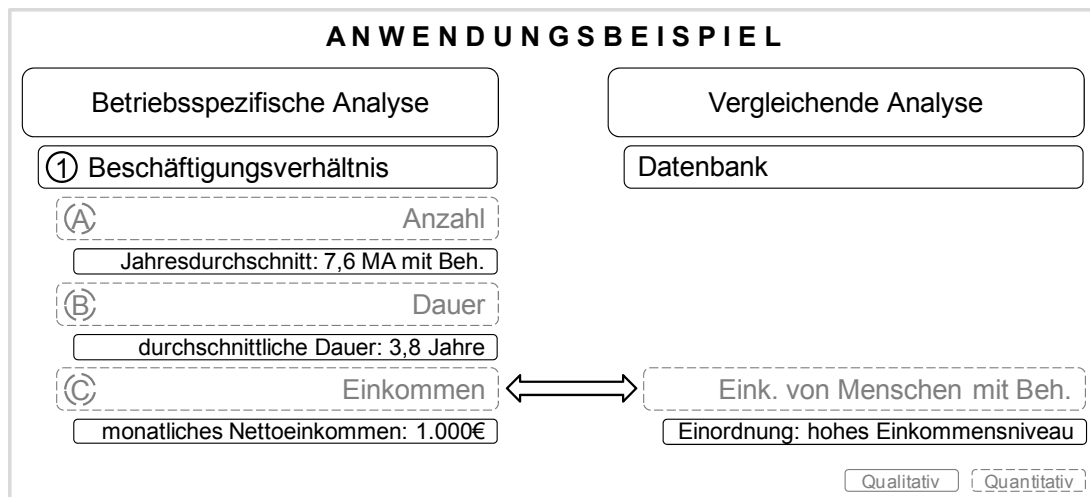 ANWENDUNGSBEISPIEL
Betriebsspezifische Analyse
Vergleichende Analyse
1 Beschäftigungsverhältnis
Datenbank
A Anzahl
Jahresdurchschnitt: 7,6 MA mit Beh.
B Dauer
durchschnittliche Dauer: 3,8 Jahre
C Einkommen
Eink. von Menschen mit Beh.
monatliches Nettoeinkommen: 1.000€
Einordnung: hohes Einkommensniveau
Qualitativ
Quantitativ